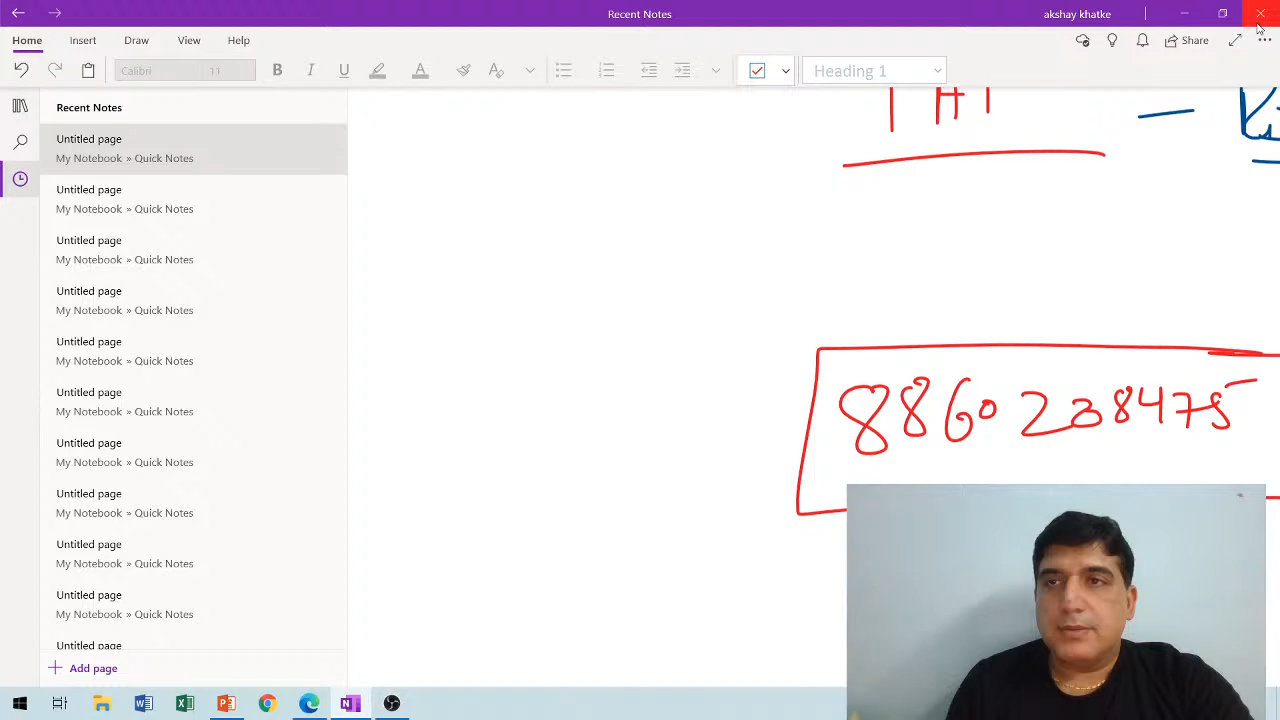 Recent Notes
akshay khatke
Home
Insert
Draw
View
Help
Share
Calibri
11
B
I
U
A
Heading 1
Recent Notes
Untitled page
My Notebook » Quick Notes
Untitled page
My Notebook » Quick Notes
Untitled page
My Notebook » Quick Notes
Untitled page
My Notebook » Quick Notes
Untitled page
My Notebook » Quick Notes
Untitled page
My Notebook » Quick Notes
Untitled page
My Notebook » Quick Notes
Untitled page
My Notebook » Quick Notes
Untitled page
My Notebook » Quick Notes
Untitled page
My Notebook » Quick Notes
Untitled page
Add page
8860238475